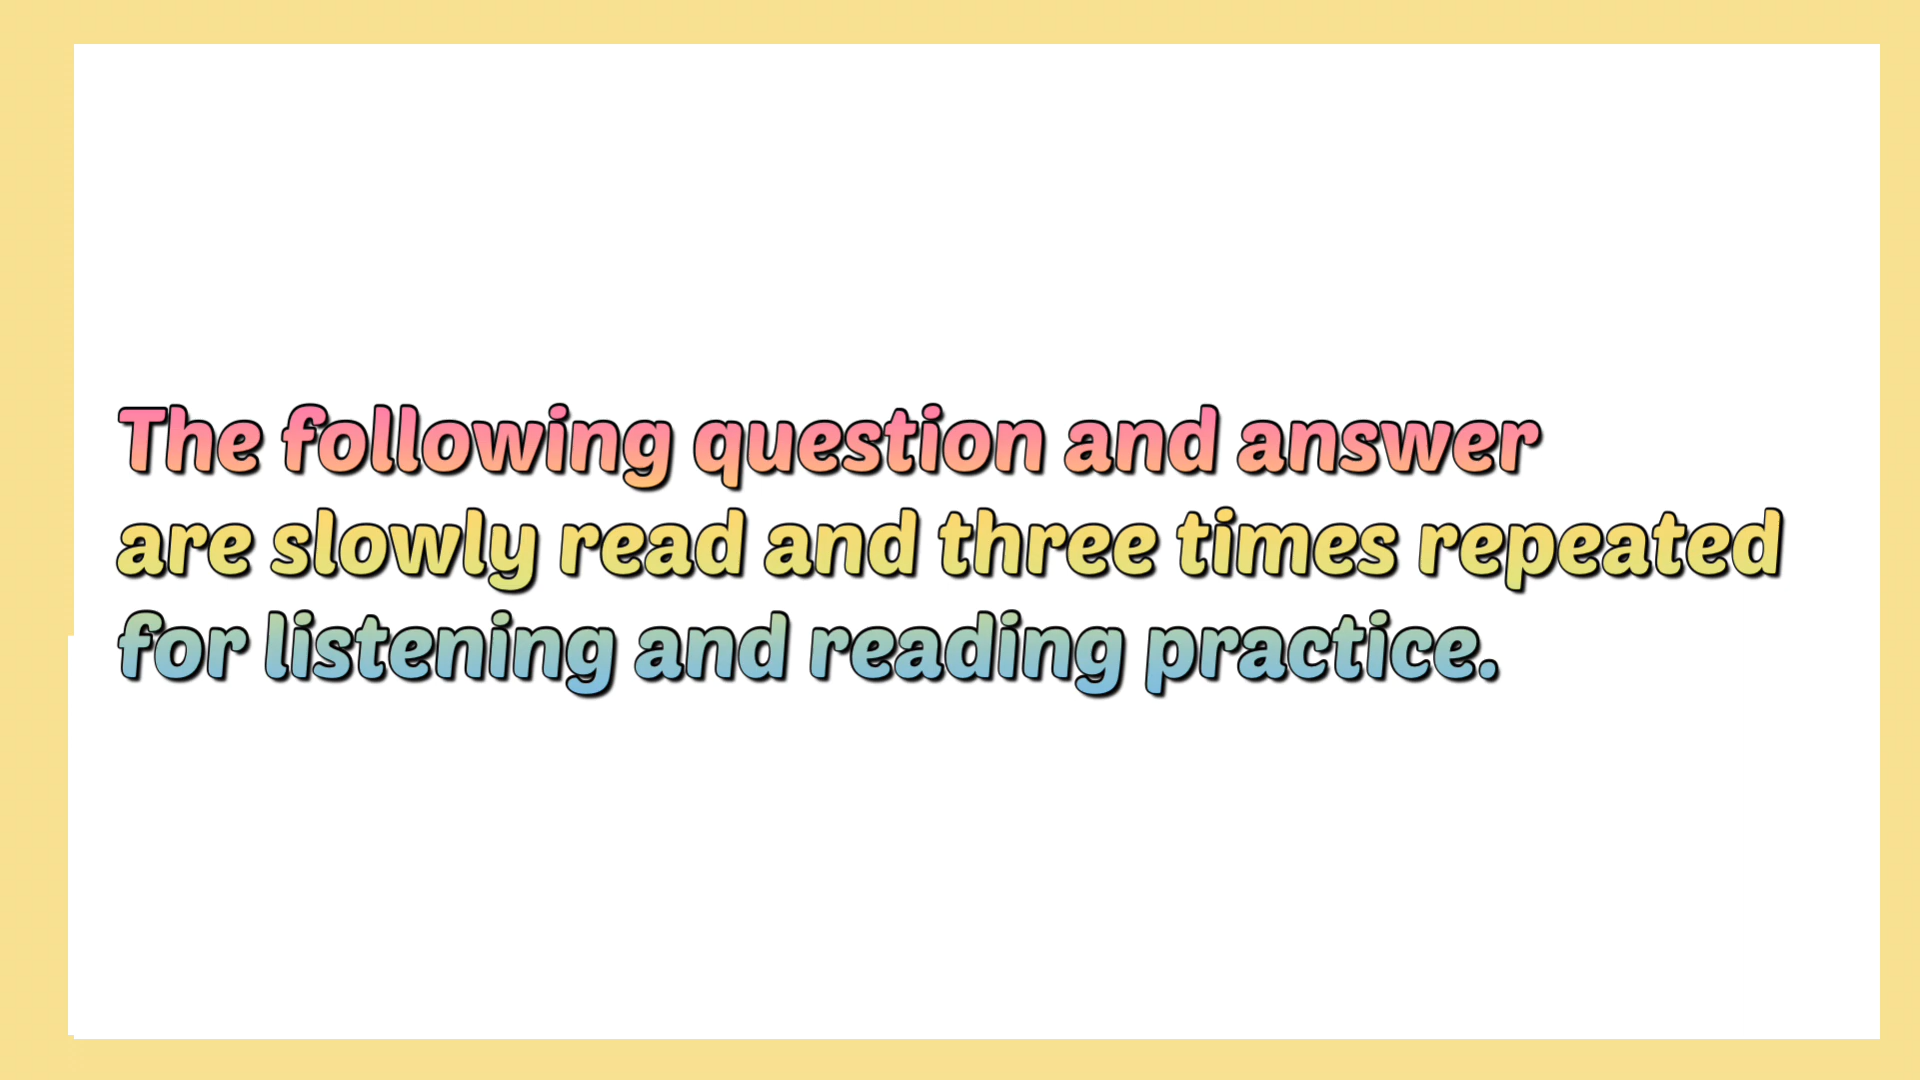 The following question and answer
are slowly read and three times repeated
for listening and reading practice.